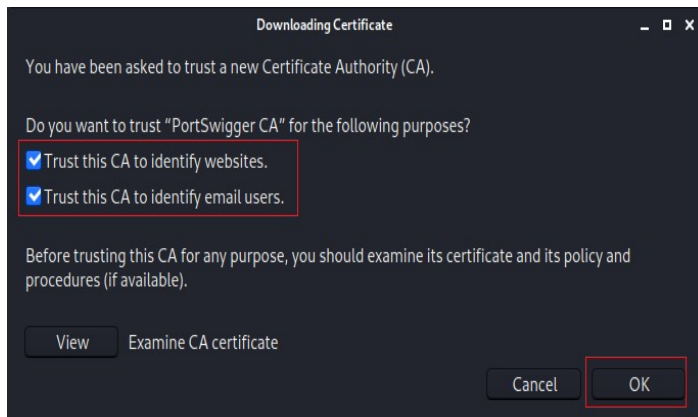 Downloading Certificate
You have been asked to trust a new Certificate Authority (CA).
Do you want to trust “PortSwigger CA” for the following purposes?
Trust this CA to identify websites.
Trust this CA to identify email users.
Before trusting this CA for any purpose, you should examine its certificate and its policy and
procedures (if available).
View Examine CA certificate
Cancel OK